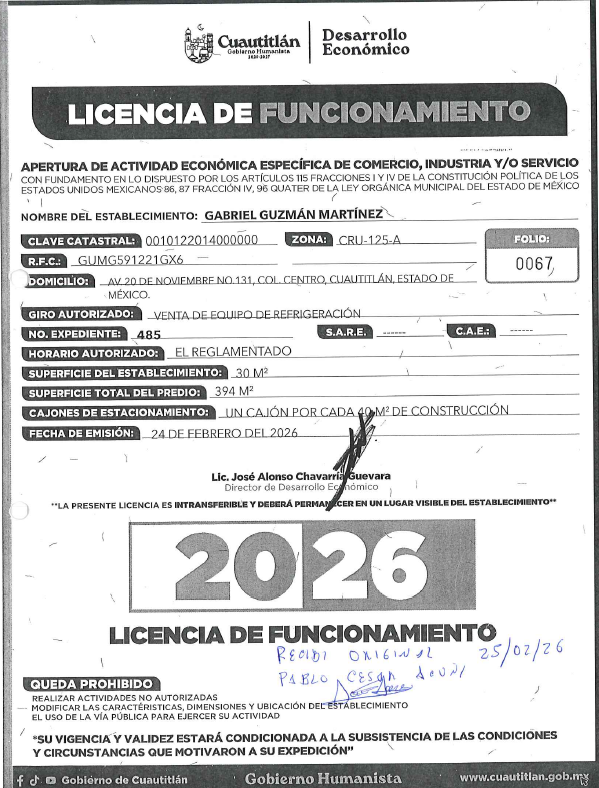 Cuautitlán
Gobierno Humanista
2025-2027
Desarrollo
Económico
LICENCIA DE FUNCIONAMIENTO
APERTURA DE ACTIVIDAD ECONÓMICA ESPECÍFICA DE COMERCIO, INDUSTRIA Y/O SERVICIO
CON FUNDAMENTO EN LO DISPUESTO POR LOS ARTÍCULOS 115 FRACCIONES I Y IV DE LA CONSTITUCIÓN POLÍTICA DE LOS
ESTADOS UNIDOS MEXICANOS 86, 87 FRACCIÓN IV, 96 QUATER DE LA LEY ORGÁNICA MUNICIPAL DEL ESTADO DE MÉXICO
NOMBRE DEL ESTABLECIMIENTO: GABRIEL GUZMÁN MARTÍNEZ
CLAVE CATASTRAL: 0010122014000000 ZONA: CRU-125-A
FOLIO:
0067
R.F.C.: GUMG591221GX6
DOMICILIO: AV. 20 DE NOVIEMBRE NO.131, COL. CENTRO, CUAUTITLÁN, ESTADO DE
MÉXICO.
GIRO AUTORIZADO: VENTA DE EQUIPO DE REFRIGERACIÓN
NO. EXPEDIENTE: 485 S.A.R.E. ------ C.A.E.: ------
HORARIO AUTORIZADO: EL REGLAMENTADO
SUPERFICIE DEL ESTABLECIMIENTO: 30 M²
SUPERFICIE TOTAL DEL PREDIO: 394 M²
CAJONES DE ESTACIONAMIENTO: UN CAJÓN POR CADA 40 M² DE CONSTRUCCIÓN
FECHA DE EMISIÓN: 24 DE FEBRERO DEL 2026
Lic. José Alonso Chavarría Guevara
Director de Desarrollo Económico
**LA PRESENTE LICENCIA ES INTRANSFERIBLE Y DEBERÁ PERMANECER EN UN LUGAR VISIBLE DEL ESTABLECIMIENTO**
2026
LICENCIA DE FUNCIONAMIENTO
RECIBI ORIGINAL 25/02/26
PABLO CESAR
QUEDA PROHIBIDO
REALIZAR ACTIVIDADES NO AUTORIZADAS
MODIFICAR LAS CARACTERÍSTICAS, DIMENSIONES Y UBICACIÓN DEL ESTABLECIMIENTO
EL USO DE LA VÍA PÚBLICA PARA EJERCER SU ACTIVIDAD
"SU VIGENCIA Y VALIDEZ ESTARÁ CONDICIONADA A LA SUBSISTENCIA DE LAS CONDICIONES
Y CIRCUNSTANCIAS QUE MOTIVARON A SU EXPEDICIÓN"
Gobierno de Cuautitlán Gobierno Humanista www.cuautitlan.gob.mx